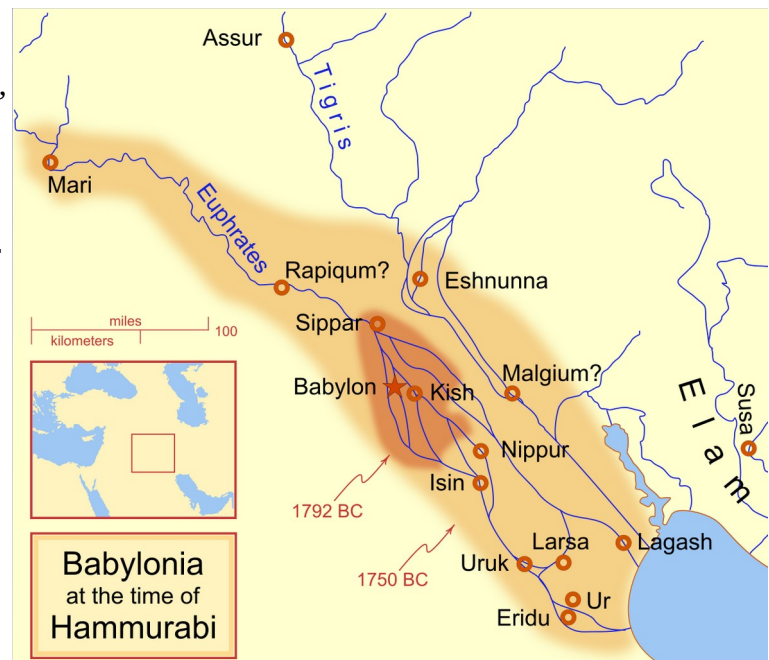 Assur
Tigris
Mari
Euphrates
Rapiqum?
Eshnunna
miles
kilometers
100
Sippar
Malgium?
Babylon
Kish
Elam
Susa
Nippur
Isin
1792 BC
1750 BC
Larsa
Lagash
Uruk
Ur
Eridu
Babylonia
at the time of
Hammurabi